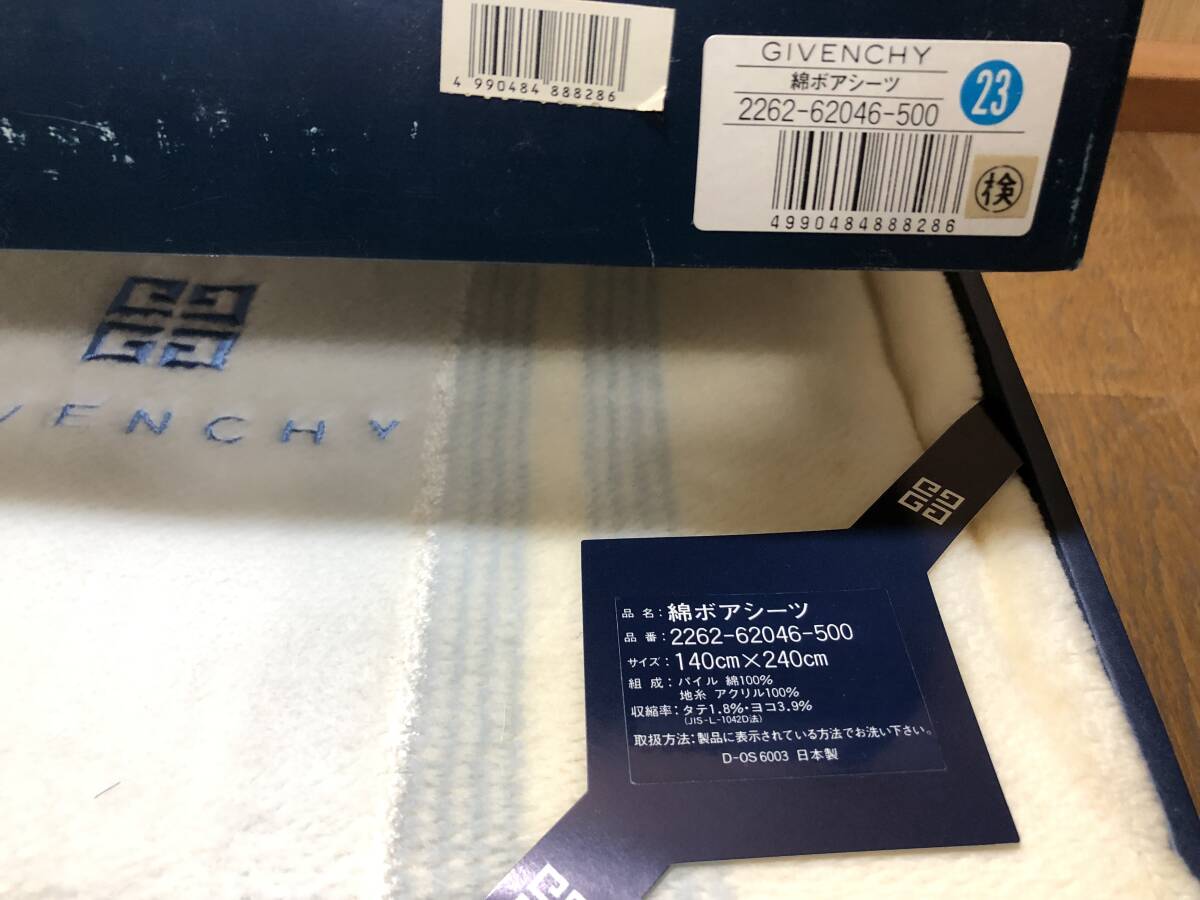 4 990484 888286
GIVENCHY
綿ボアシーツ
23
2262-62046-500
検
4990484888286
VENCHY
品名:綿ボアシーツ
品番:2262-62046-500
サイズ:140cm×240cm
組成:パイル 綿100%
地糸 アクリル100%
収縮率:タテ1.8%・ヨコ3.9%
(JIS-L-1042D法)
取扱方法:製品に表示されている方法でお洗い下さい。
D-OS 6003 日本製